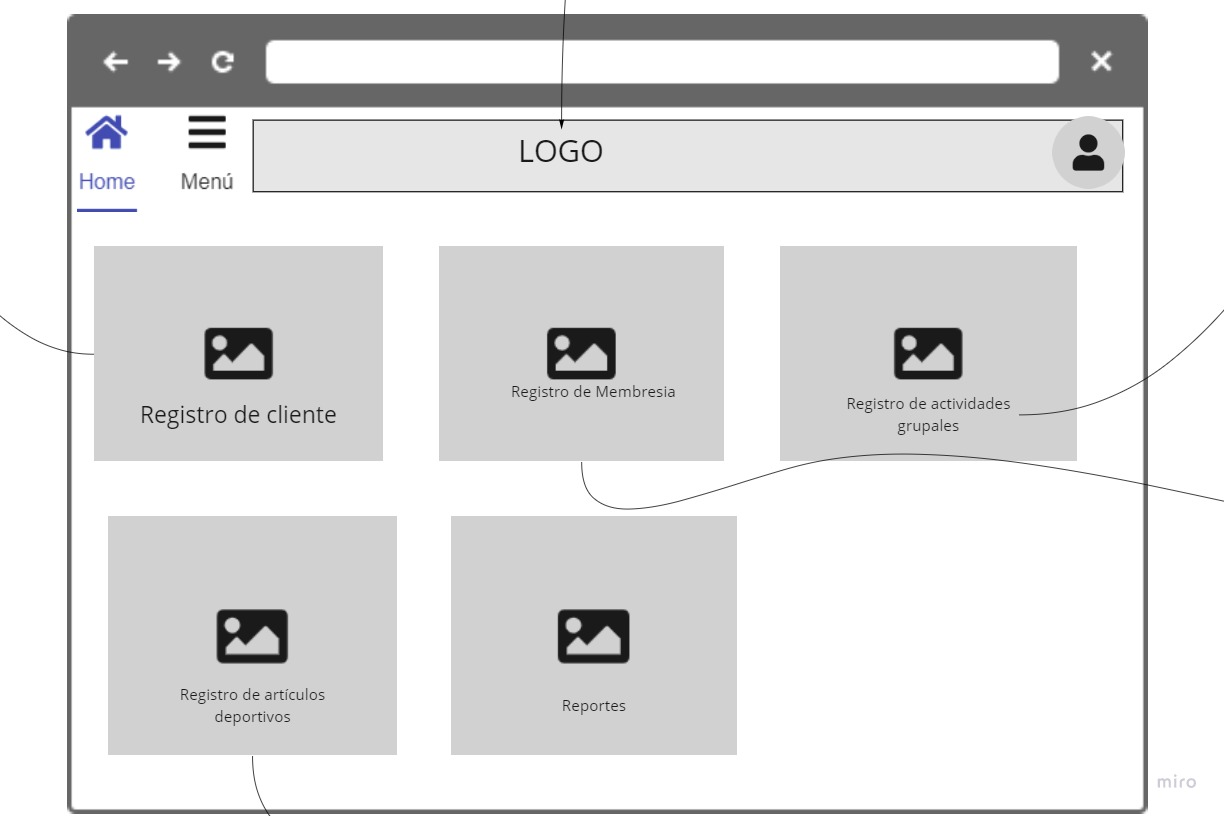 LOGO
Home
Menú
Registro de cliente
Registro de Membresia
Registro de actividades
grupales
Registro de artículos
deportivos
Reportes
miro